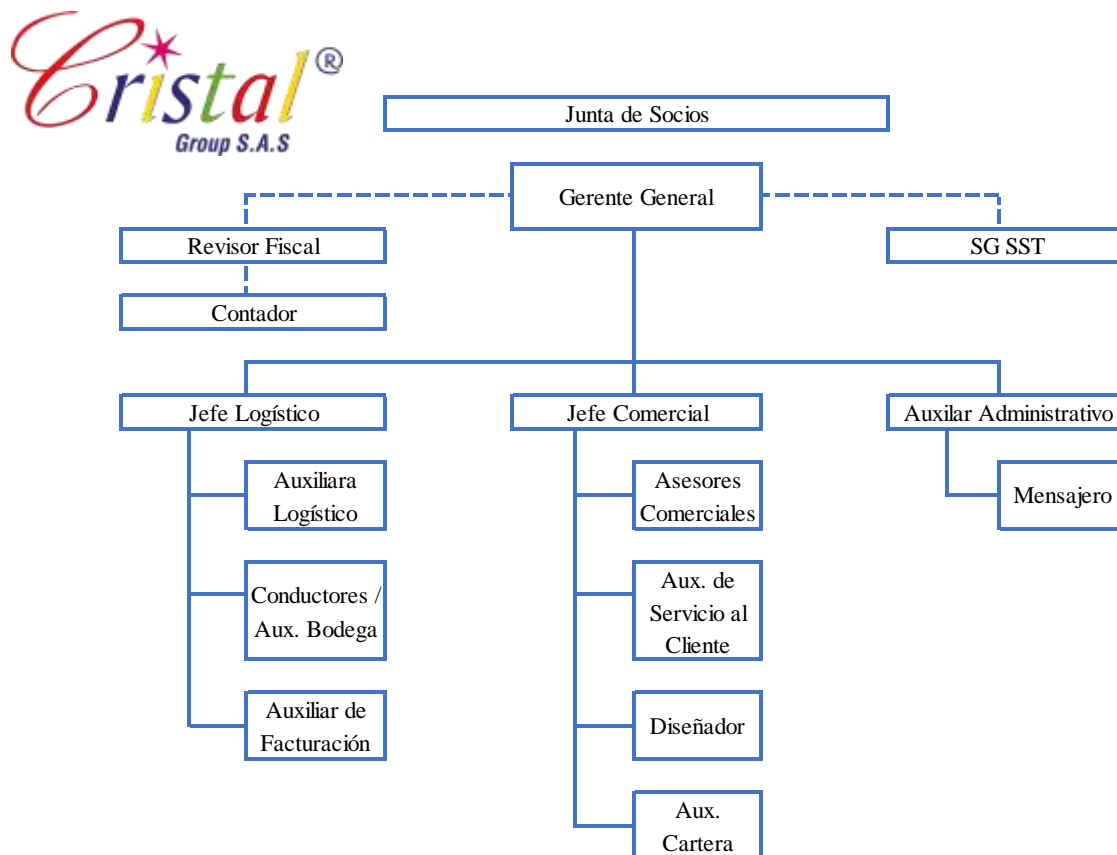 Cristal®
Group S.A.S
Junta de Socios
Gerente General
Revisor Fiscal
SG SST
Contador
Jefe Logístico
Jefe Comercial
Auxilar Administrativo
Auxiliara
Logístico
Asesores
Comerciales
Mensajero
Conductores /
Aux. Bodega
Aux. de
Servicio al
Cliente
Auxiliar de
Facturación
Diseñador
Aux.
Cartera